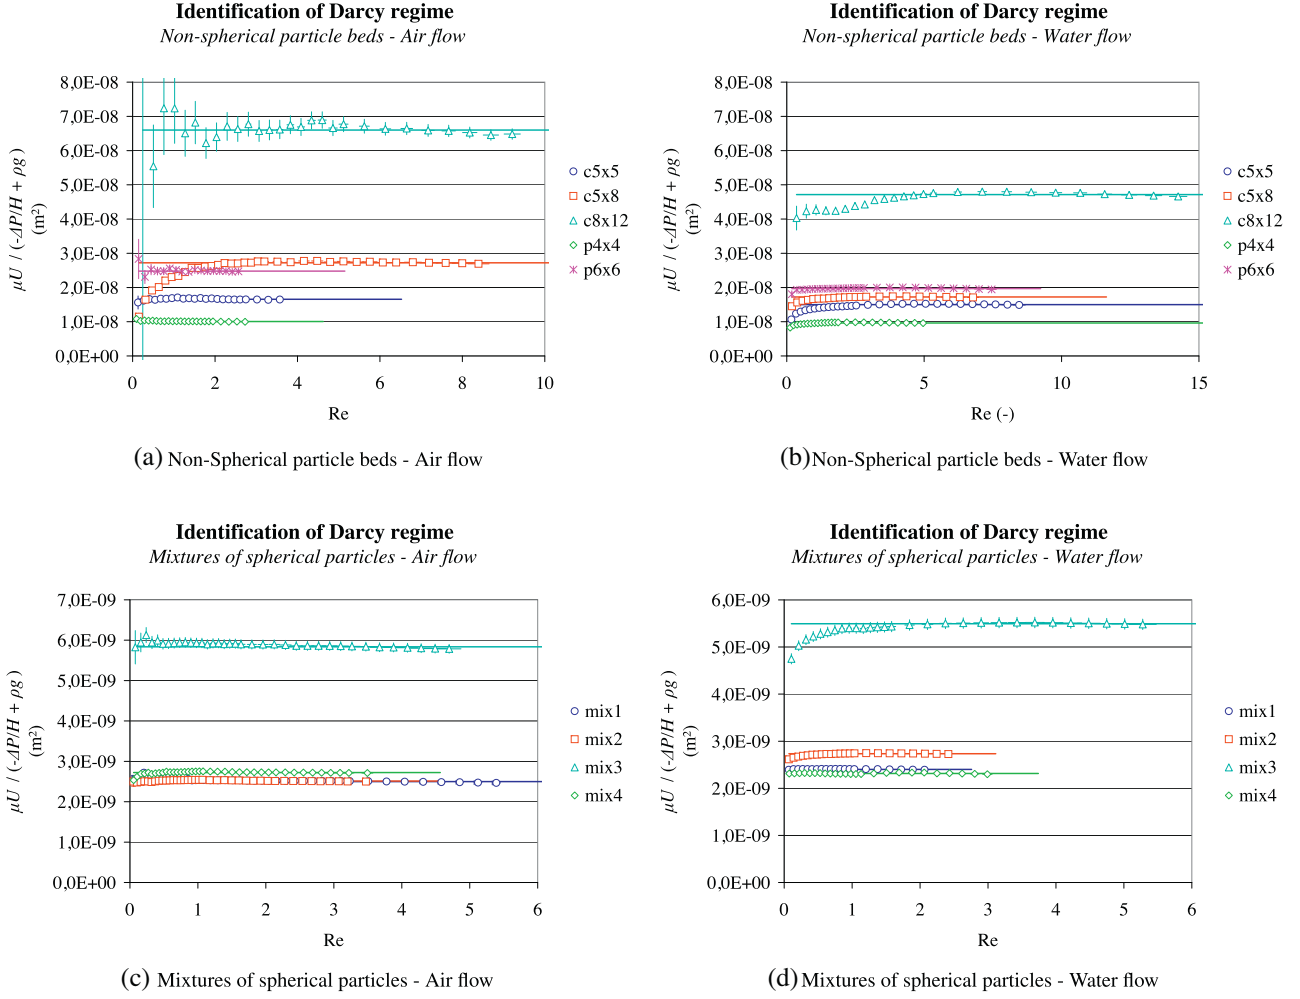 Identification of Darcy regime
Non-spherical particle beds - Air flow
8,0E-08
7,0E-08
6,0E-08
5,0E-08
4,0E-08
3,0E-08
2,0E-08
1,0E-08
0,0E+00
μU / (-ΔP/H + ρg)
(m²)
0 2 4 6 8 10
Re
c5x5
c5x8
c8x12
p4x4
p6x6
(a) Non-Spherical particle beds - Air flow
Identification of Darcy regime
Non-spherical particle beds - Water flow
8,0E-08
7,0E-08
6,0E-08
5,0E-08
4,0E-08
3,0E-08
2,0E-08
1,0E-08
0,0E+00
μU / (-ΔP/H + ρg)
(m²)
0 5 10 15
Re (-)
c5x5
c5x8
c8x12
p4x4
p6x6
(b) Non-Spherical particle beds - Water flow
Identification of Darcy regime
Mixtures of spherical particles - Air flow
7,0E-09
6,0E-09
5,0E-09
4,0E-09
3,0E-09
2,0E-09
1,0E-09
0,0E+00
μU / (-ΔP/H + ρg)
(m²)
0 1 2 3 4 5 6
Re
mix1
mix2
mix3
mix4
(c) Mixtures of spherical particles - Air flow
Identification of Darcy regime
Mixtures of spherical particles - Water flow
6,0E-09
5,0E-09
4,0E-09
3,0E-09
2,0E-09
1,0E-09
0,0E+00
μU / (-ΔP/H + ρg)
(m²)
0 1 2 3 4 5 6
Re
mix1
mix2
mix3
mix4
(d) Mixtures of spherical particles - Water flow